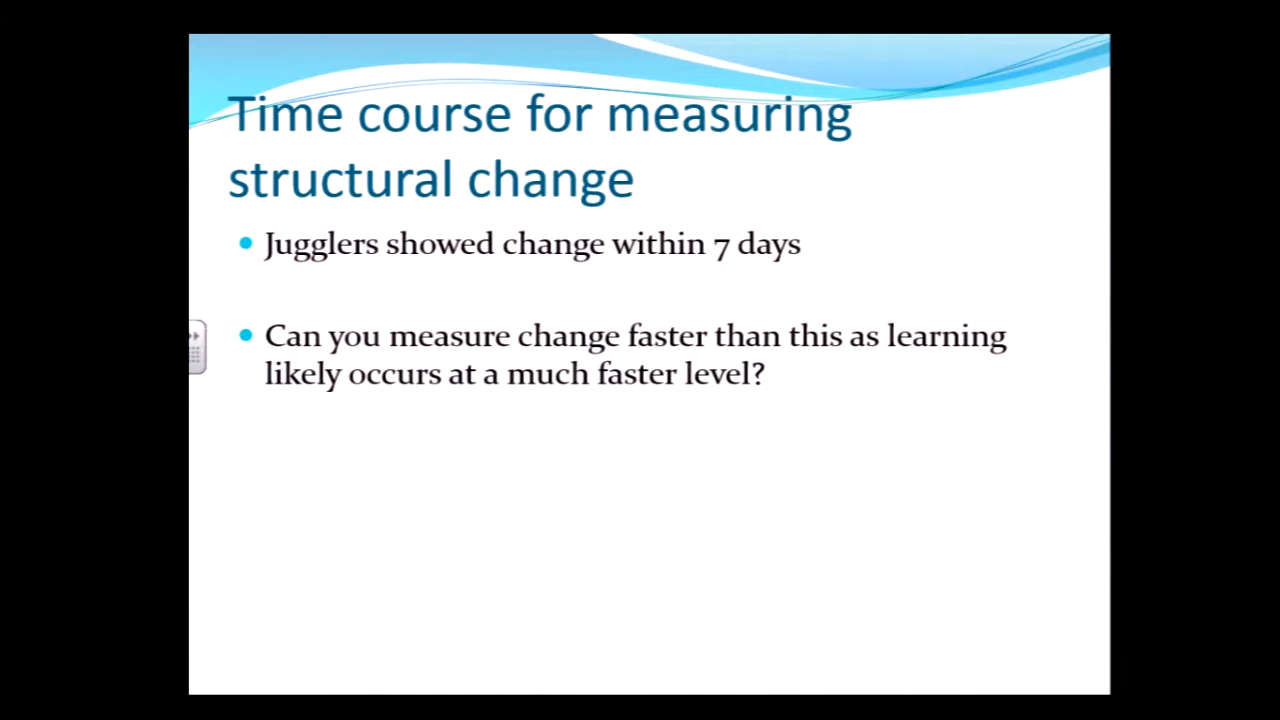 Time course for measuring
structural change
• Jugglers showed change within 7 days
• Can you measure change faster than this as learning
likely occurs at a much faster level?